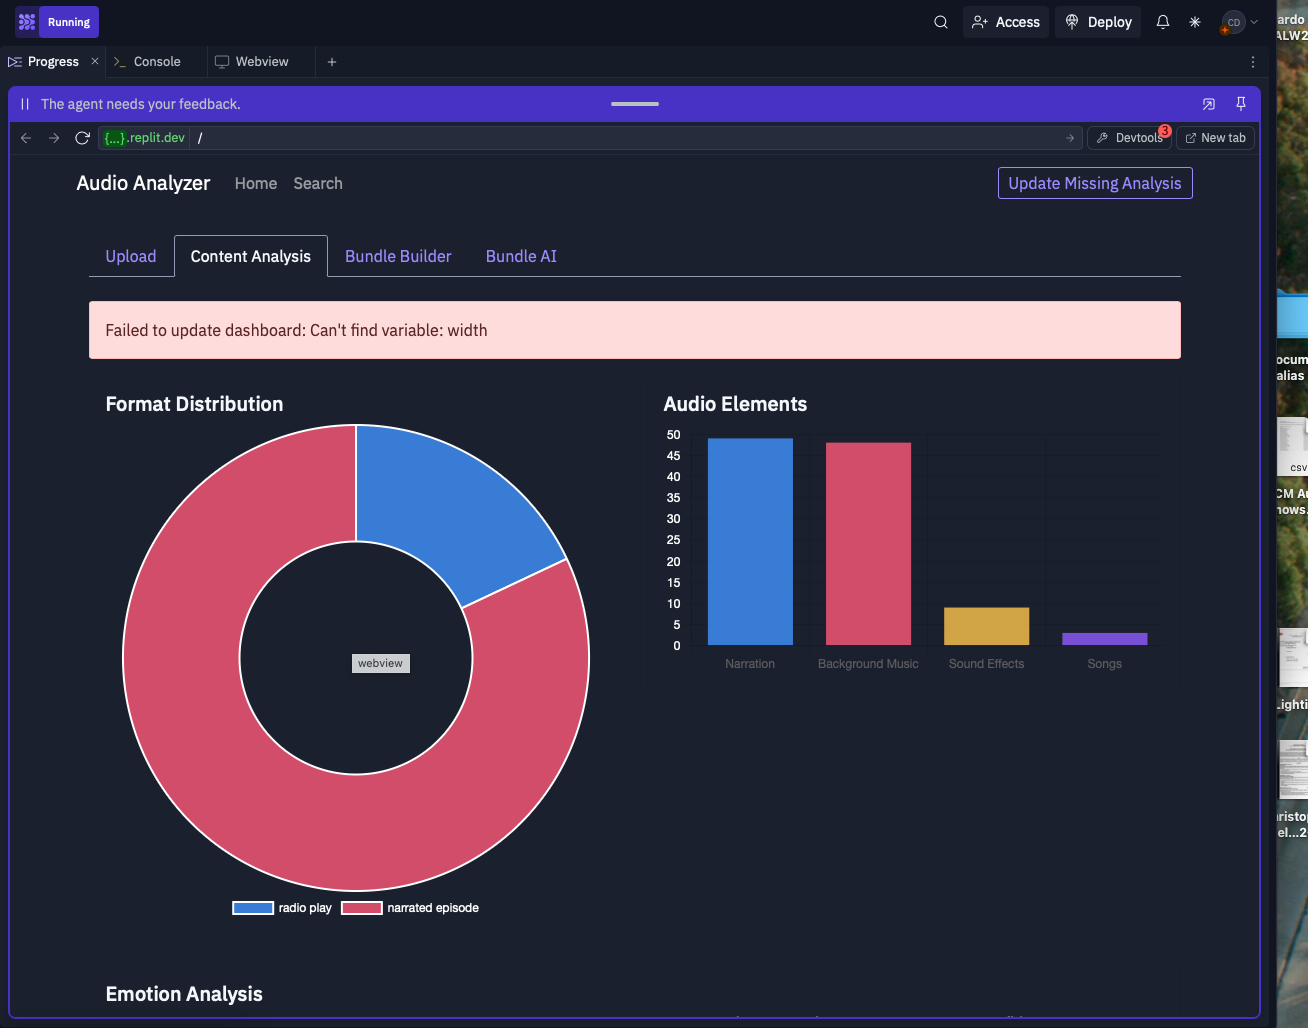 Running
Access
Deploy
CD
Progress
Console
Webview
The agent needs your feedback.
{...}.replit.dev
/
Devtools
3
New tab
Audio Analyzer
Home
Search
Update Missing Analysis
Upload
Content Analysis
Bundle Builder
Bundle AI
Failed to update dashboard: Can't find variable: width
Format Distribution
webview
radio play
narrated episode
Audio Elements
50
45
40
35
30
25
20
15
10
5
0
Narration
Background Music
Sound Effects
Songs
Emotion Analysis
ardo
ALW2
ocum
alias
csv
CM Au
hows.
Lighti
hristop
el...2